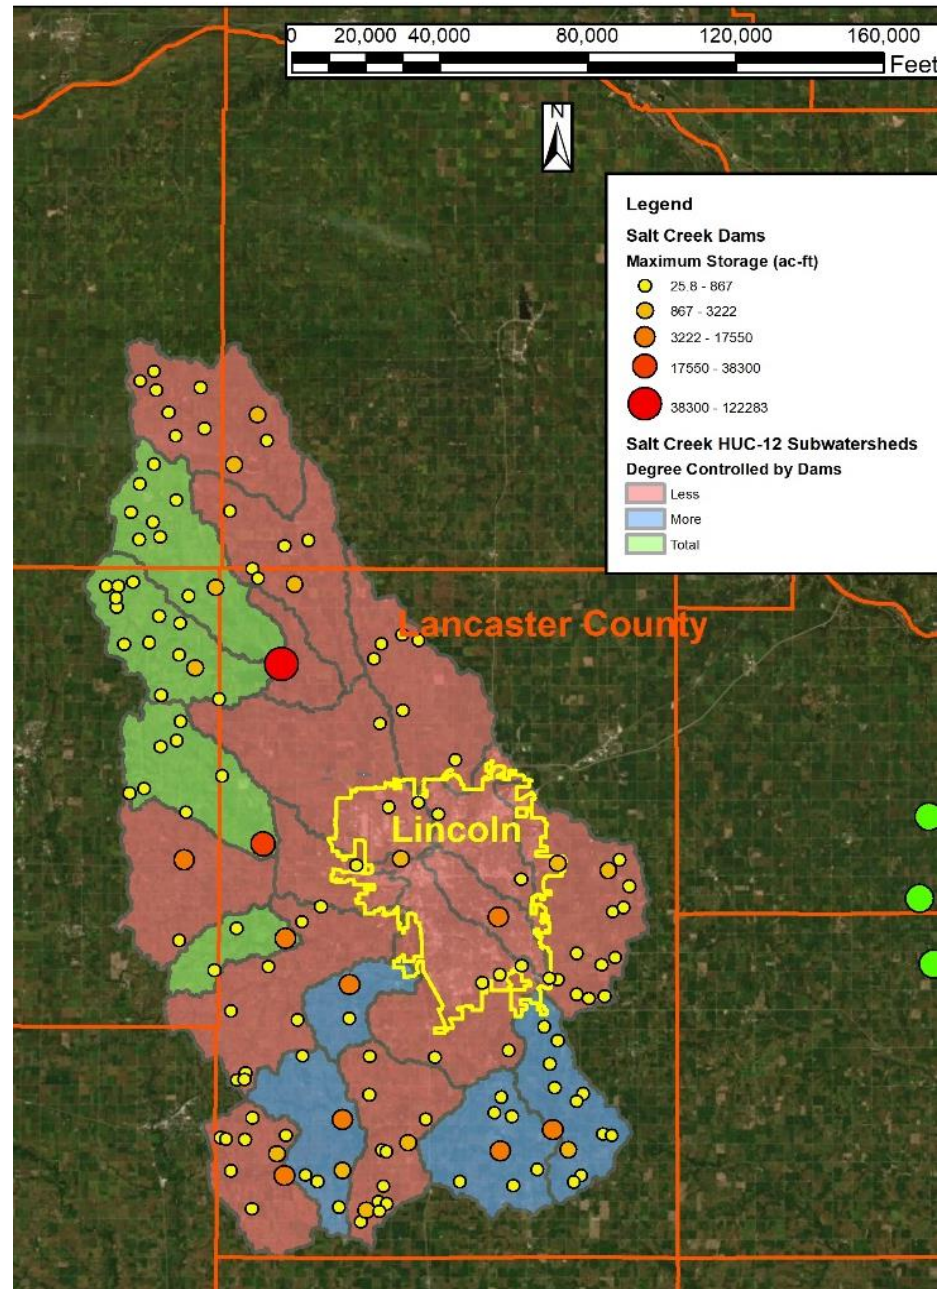 0 20,000 40,000 80,000 120,000 160,000
Feet
N
Legend
Salt Creek Dams
Maximum Storage (ac-ft)
25.8 - 867
867 - 3222
3222 - 17550
17550 - 38300
38300 - 122283
Salt Creek HUC-12 Subwatersheds
Degree Controlled by Dams
Less
More
Total
Lancaster County
Lincoln